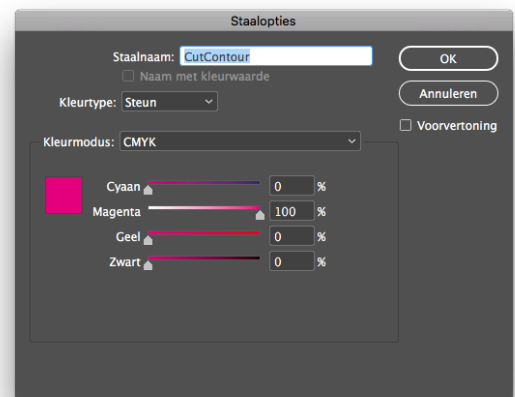 Staalopties
Staalnaam: CutContour
OK
Naam met kleurwaarde
Annuleren
Kleurtype: Steun
Voorvertoning
Kleurmodus: CMYK
Cyaan 0 %
Magenta 100 %
Geel 0 %
Zwart 0 %